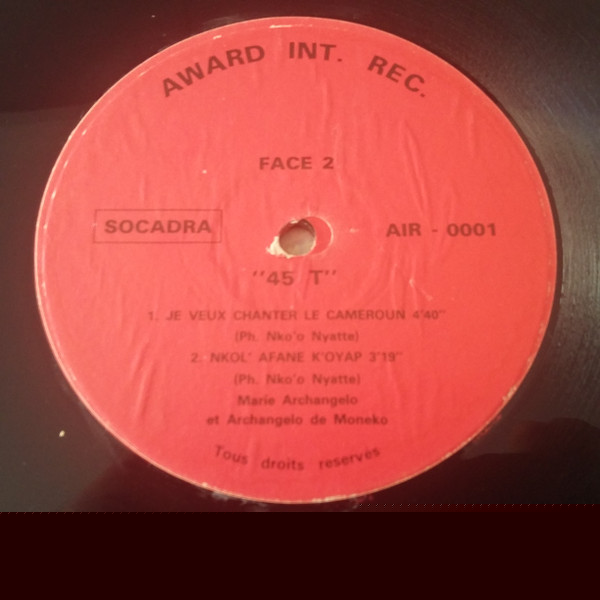 AWARD INT. REC.
FACE 2
SOCADRA
AIR - 0001
"45 T"
1. JE VEUX CHANTER LE CAMEROUN 4'40"
(Ph. Nko'o Nyatte)
2. NKOL' AFANE K'OYAP 3'19"
(Ph. Nko'o Nyatte)
Marie Archangelo
et Archangelo de Moneko
Tous droits reservés